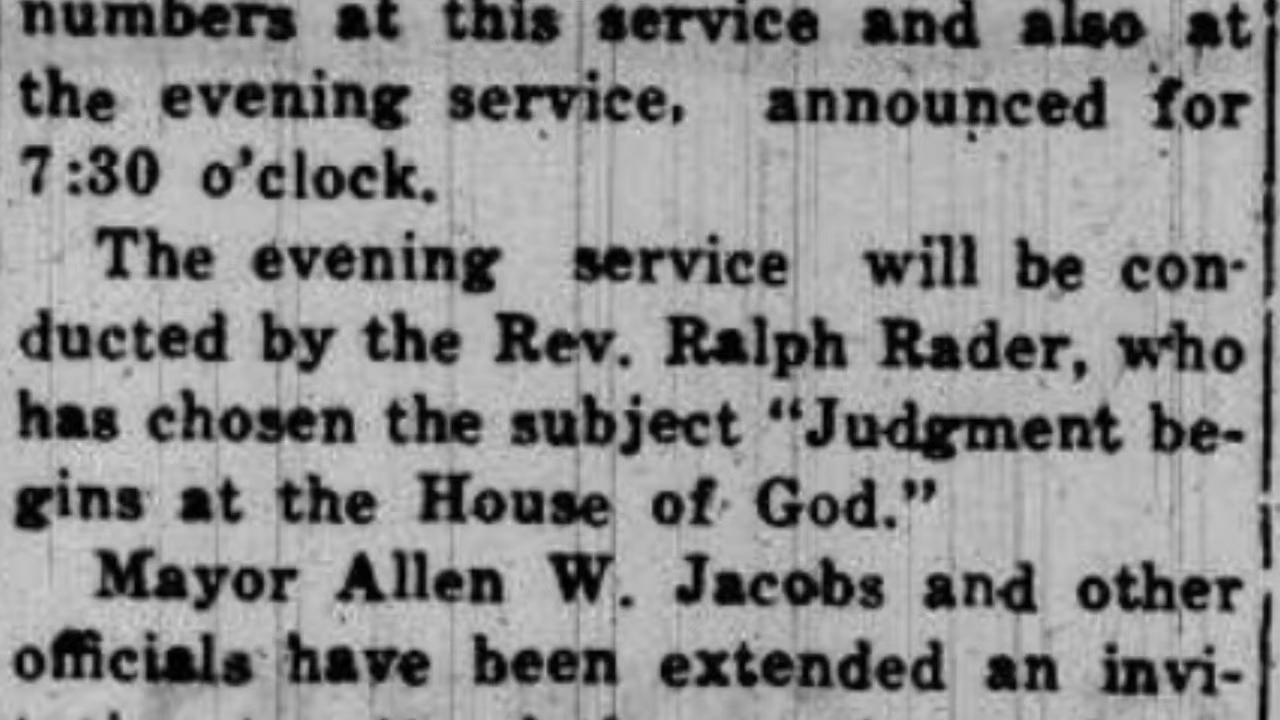 numbers at this service and also at
the evening service, announced for
7:30 o'clock.
The evening service will be con-
ducted by the Rev. Ralph Rader, who
has chosen the subject "Judgment be-
gins at the House of God."
Mayor Allen W. Jacobs and other
officials have been extended an invi-